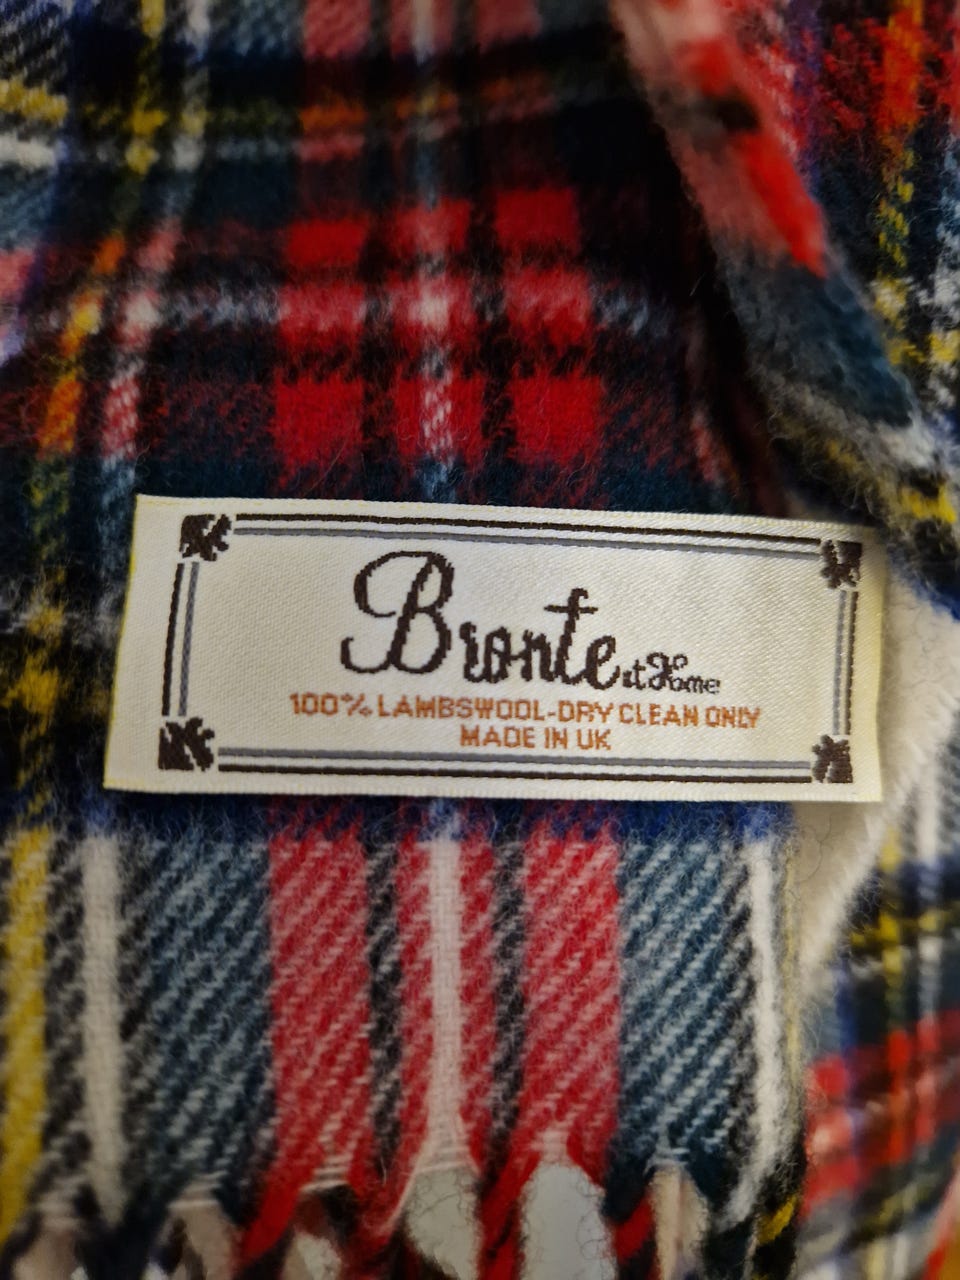 Bronte at Home
100% LAMBSWOOL-DRY CLEAN ONLY
MADE IN UK